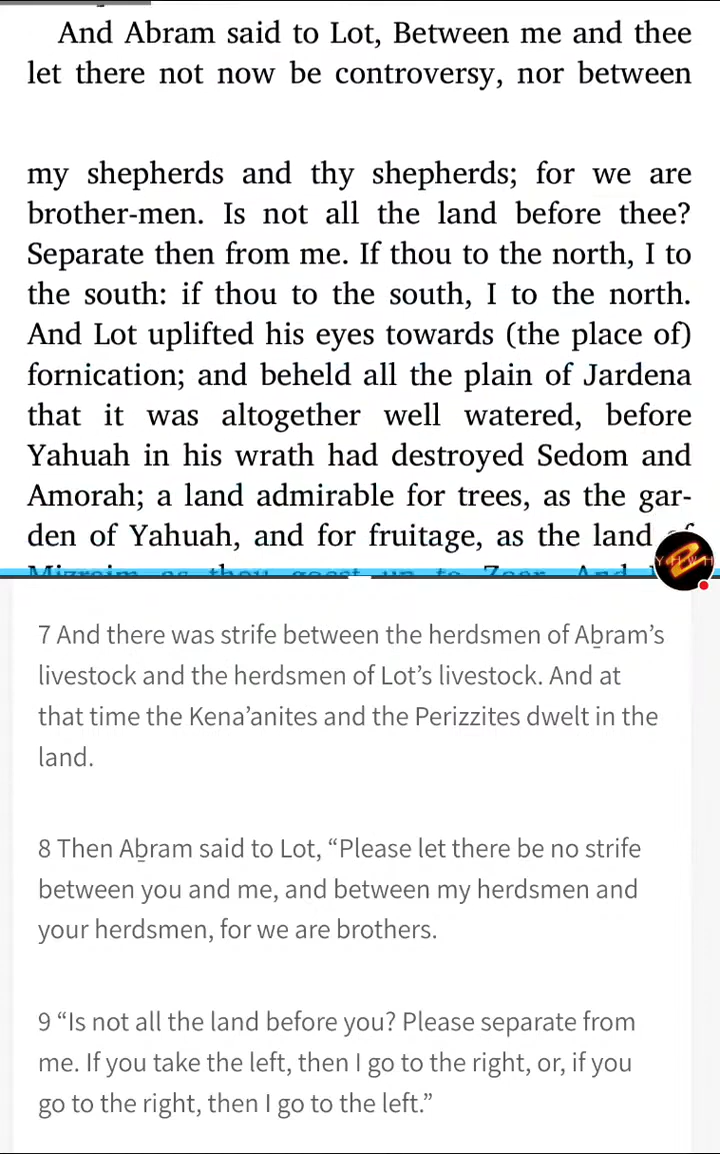 And Abram said to Lot, Between me and thee
let there not now be controversy, nor between
my shepherds and thy shepherds; for we are
brother-men. Is not all the land before thee?
Separate then from me. If thou to the north, I to
the south: if thou to the south, I to the north.
And Lot uplifted his eyes towards (the place of)
fornication; and beheld all the plain of Jardena
that it was altogether well watered, before
Yahuah in his wrath had destroyed Sedom and
Amorah; a land admirable for trees, as the gar-
den of Yahuah, and for fruitage, as the land of
Mizraim as thou goest up to Zoar. And
7 And there was strife between the herdsmen of Aḇram’s
livestock and the herdsmen of Lot’s livestock. And at
that time the Kena’anites and the Perizzites dwelt in the
land.
8 Then Aḇram said to Lot, “Please let there be no strife
between you and me, and between my herdsmen and
your herdsmen, for we are brothers.
9 “Is not all the land before you? Please separate from
me. If you take the left, then I go to the right, or, if you
go to the right, then I go to the left.”